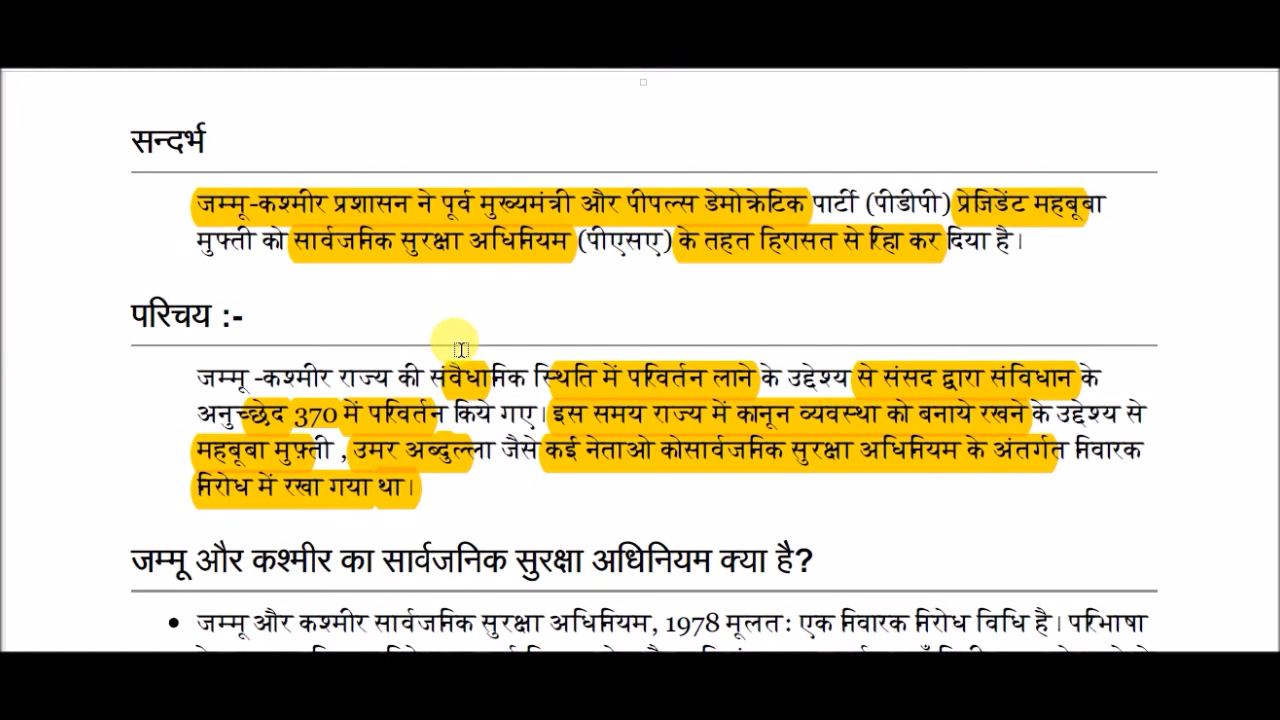 सन्दर्भ
जम्मू-कश्मीर प्रशासन ने पूर्व मुख्यमंत्री और पीपल्स डेमोक्रेटिक पार्टी (पीडीपी) प्रेजिडेंट महबूबा
मुफ्ती को सार्वजनिक सुरक्षा अधिनियम (पीएसए) के तहत हिरासत से रिहा कर दिया है।
परिचय :-
जम्मू -कश्मीर राज्य की संवैधानिक स्थिति में परिवर्तन लाने के उद्देश्य से संसद द्वारा संविधान के
अनुच्छेद 370 में परिवर्तन किये गए। इस समय राज्य में कानून व्यवस्था को बनाये रखने के उद्देश्य से
महबूबा मुफ़्ती , उमर अब्दुल्ला जैसे कई नेताओ कोसार्वजनिक सुरक्षा अधिनियम के अंतर्गत निवारक
निरोध में रखा गया था।
जम्मू और कश्मीर का सार्वजनिक सुरक्षा अधिनियम क्या है?
• जम्मू और कश्मीर सार्वजनिक सुरक्षा अधिनियम, 1978 मूलत: एक निवारक निरोध विधि है। परिभाषा